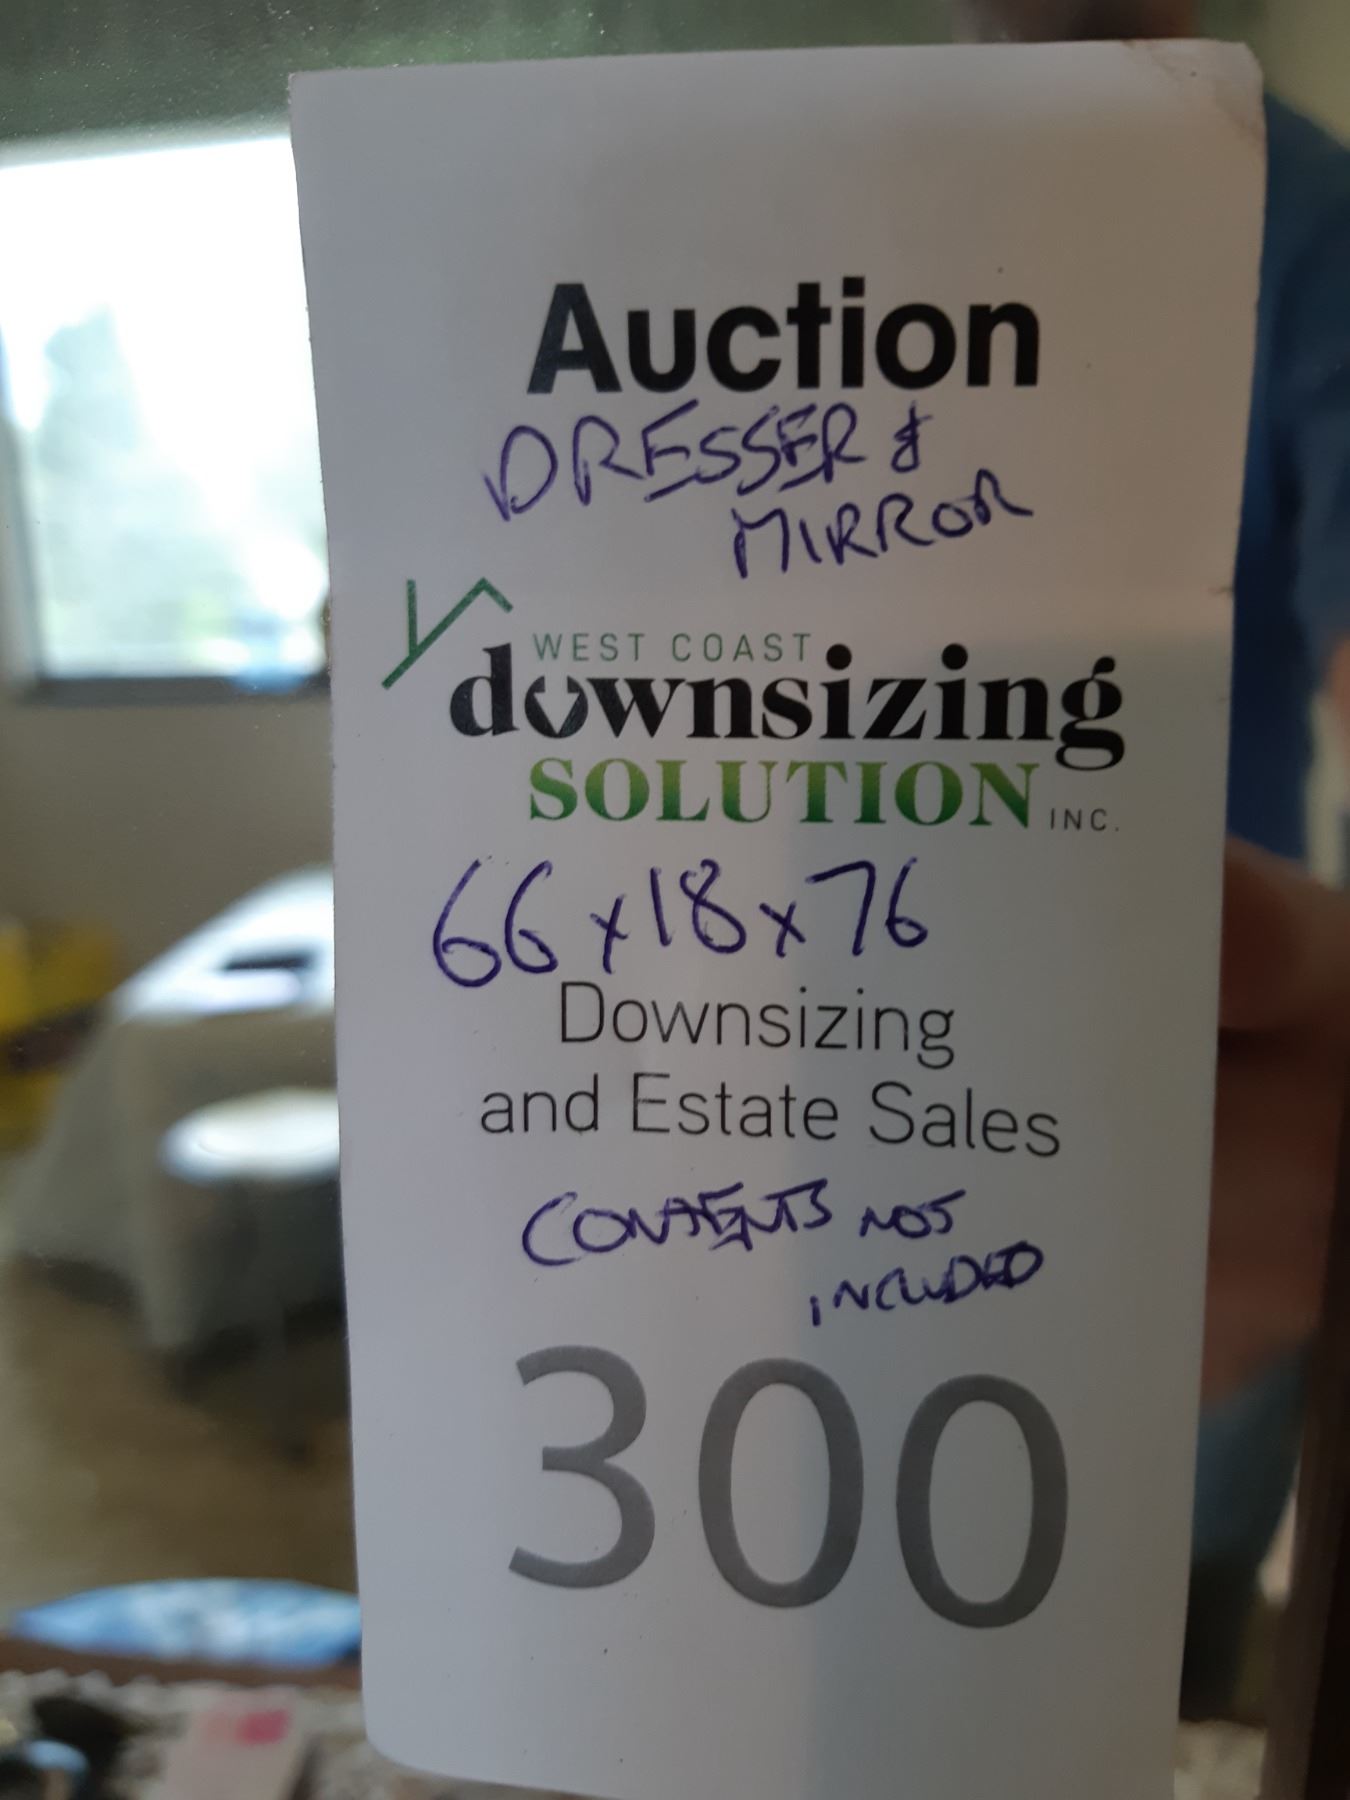 Auction
DRESSER &
MIRROR
WEST COAST
downsizing
SOLUTION INC.
66 x 18 x 76
Downsizing
and Estate Sales
CONTENTS NOT
INCLUDED
300